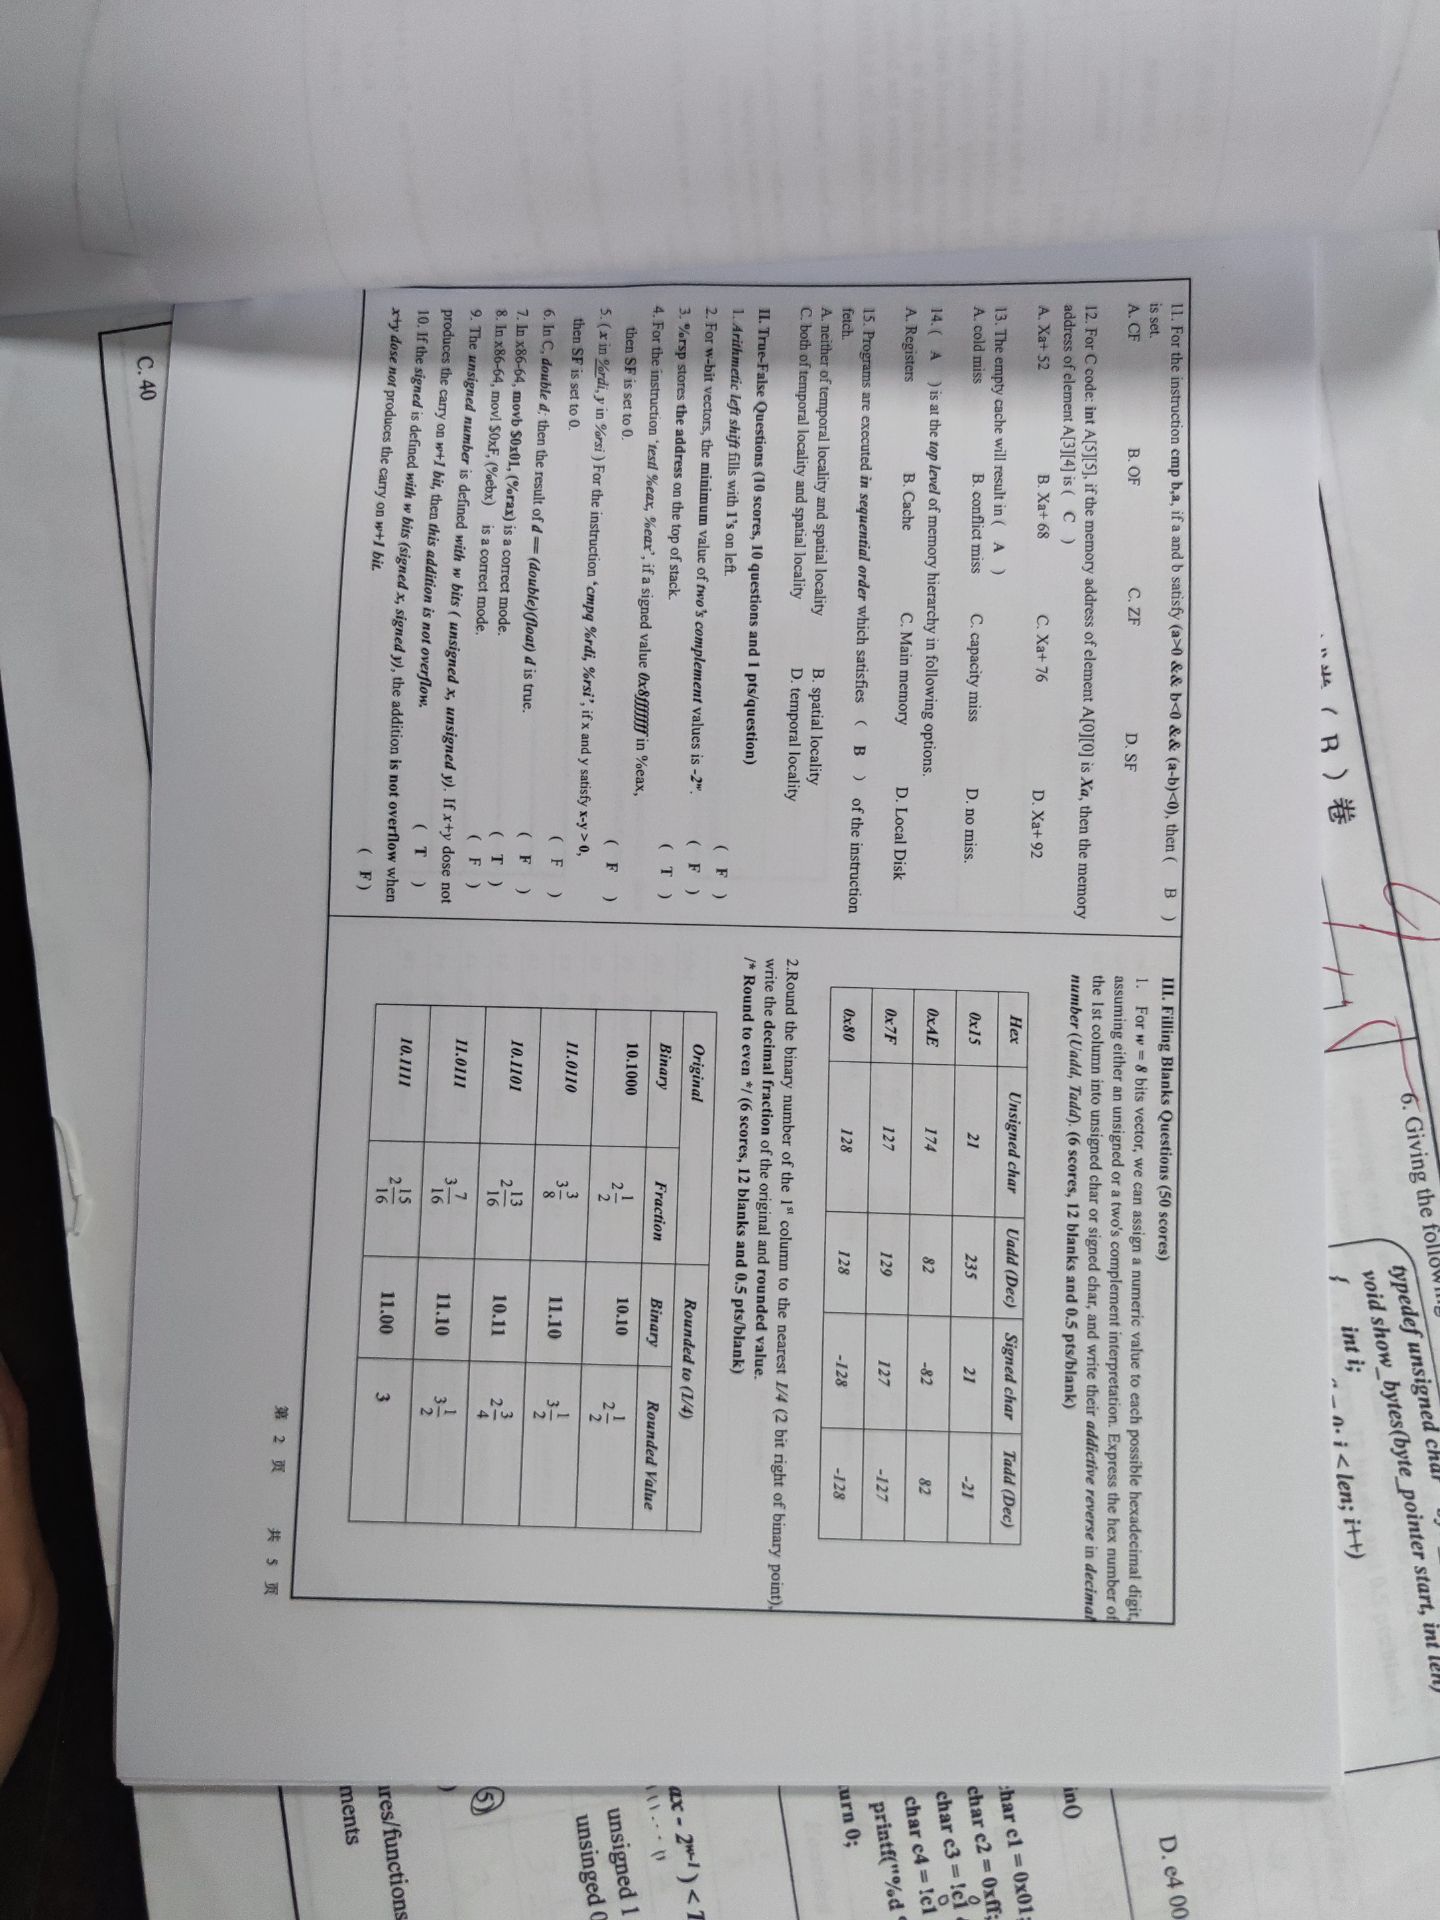 卷 ( B ) 卷
6. Giving the
typedef unsigned char
void show_bytes(byte_pointer start, int len)
{ int i;
i < len; i++)
11. For the instruction cmp b,a, if a and b satisfy (a>0 && b<0 && (a-b)<0), then ( B )
is set.
A. CF B. OF C. ZF D. SF
12. For C code: int A[5][5], if the memory address of element A[0][0] is Xa, then the memory
address of element A[3][4] is ( C )
A. Xa+ 52 B. Xa+ 68 C. Xa+ 76 D. Xa+ 92
13. The empty cache will result in ( A )
A. cold miss B. conflict miss C. capacity miss D. no miss.
14. ( A ) is at the top level of memory hierarchy in following options.
A. Registers B. Cache C. Main memory D. Local Disk
15. Programs are executed in sequential order which satisfies ( B ) of the instruction
fetch.
A. neither of temporal locality and spatial locality B. spatial locality
C. both of temporal locality and spatial locality D. temporal locality
II. True-False Questions (10 scores, 10 questions and 1 pts/question)
1. Arithmetic left shift fills with 1's on left. ( F )
2. For w-bit vectors, the minimum value of two's complement values is -2ʷ. ( F )
3. %rsp stores the address on the top of stack. ( T )
4. For the instruction 'testl %eax, %eax', if a signed value 0x8fffffff in %eax,
then SF is set to 0. ( F )
5. ( x in %rdi, y in %rsi ) For the instruction 'cmpq %rdi, %rsi', if x and y satisfy x-y > 0,
then SF is set to 0. ( F )
6. In C, double d; then the result of d == (double)(float) d is true. ( F )
7. In x86-64, movb $0x01, (%rax) is a correct mode. ( T )
8. In x86-64, movl $0xF, (%ebx) is a correct mode. ( F )
9. The unsigned number is defined with w bits ( unsigned x, unsigned y). If x+y dose not
produces the carry on w+1 bit, then this addition is not overflow. ( T )
10. If the signed is defined with w bits (signed x, signed y), the addition is not overflow when
x+y dose not produces the carry on w+1 bit.
( F)
III. Filling Blanks Questions (50 scores)
1. For w = 8 bits vector, we can assign a numeric value to each possible hexadecimal digit,
assuming either an unsigned or a two's complement interpretation. Express the hex number of
the 1st column into unsigned char or signed char, and write their addictive reverse in decimal
number (Uadd, Tadd). (6 scores, 12 blanks and 0.5 pts/blank)
Hex Unsigned char Uadd (Dec) Signed char Tadd (Dec)
0x15 21 235 21 -21
0xAE 174 82 -82 82
0x7F 127 129 127 -127
0x80 128 128 -128 -128
2.Round the binary number of the 1st column to the nearest 1/4 (2 bit right of binary point),
write the decimal fraction of the original and rounded value.
/* Round to even */ (6 scores, 12 blanks and 0.5 pts/blank)
Original Rounded to (1/4)
Binary Fraction Binary Rounded Value
10.1000 2 1/2 10.10 2 1/2
11.0110 3 3/8 11.10 3 1/2
10.1101 2 13/16 10.11 2 3/4
11.0111 3 7/16 11.10 3 1/2
10.1111 2 15/16 11.00 3
第 2 页 共 5 页
C. 40
D. e4 00
in()
char c1 = 0x01;
char c2 = 0xff;
char c3 = !c1
char c4 = !c1
printf("%d
urn 0;
ax - 2ʷ⁻¹ ) < T
unsigned 1
unsinged 0
5)
res/functions
ments